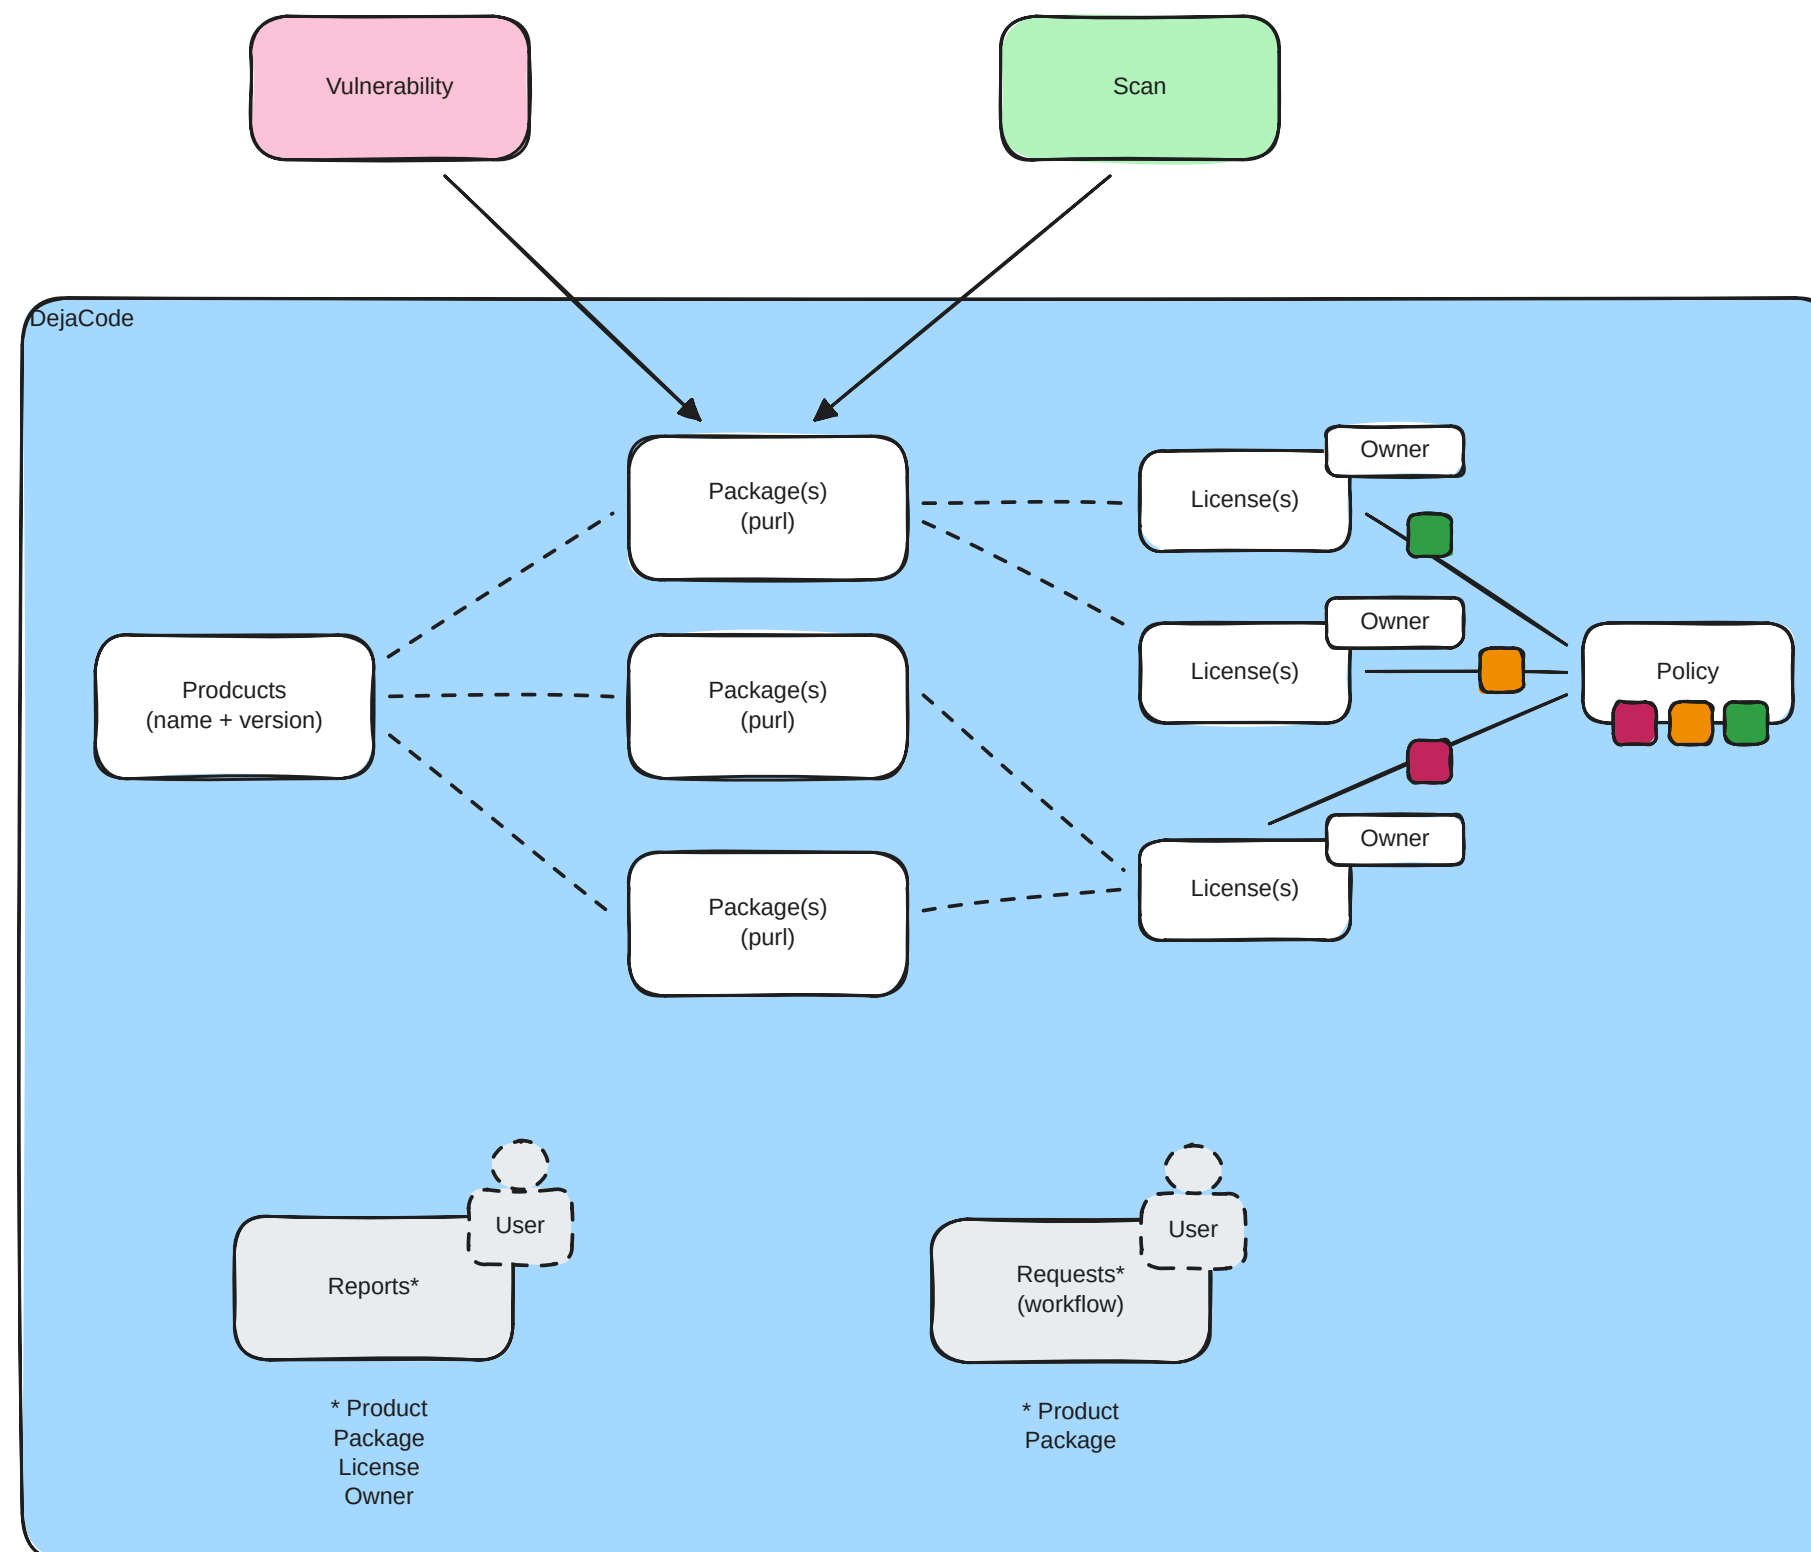 Vulnerability
Scan
DejaCode
Package(s)
(purl)
License(s)
Owner
License(s)
Owner
Prodcucts
(name + version)
Package(s)
(purl)
Policy
Package(s)
(purl)
License(s)
Owner
Reports*
User
Requests*
(workflow)
User
* Product
Package
License
Owner
* Product
Package